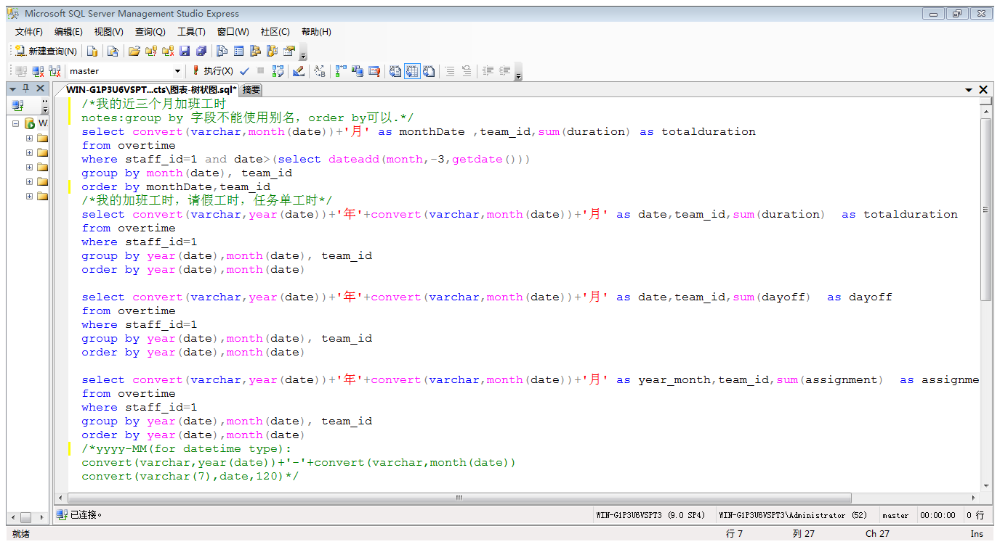 Microsoft SQL Server Management Studio Express
文件(F) 编辑(E) 视图(V) 查询(Q) 工具(T) 窗口(W) 社区(C) 帮助(H)
新建查询(N)
master 执行(X)
WIN-G1P3U6VSPT...cts\图表-树状图.sql* 摘要
W
/*我的近三个月加班工时
notes:group by 字段不能使用别名，order by可以.*/
select convert(varchar,month(date))+'月' as monthDate ,team_id,sum(duration) as totalduration
from overtime
where staff_id=1 and date>(select dateadd(month,-3,getdate()))
group by month(date), team_id
order by monthDate,team_id
/*我的加班工时，请假工时，任务单工时*/
select convert(varchar,year(date))+'年'+convert(varchar,month(date))+'月' as date,team_id,sum(duration)  as totalduration
from overtime
where staff_id=1
group by year(date),month(date), team_id
order by year(date),month(date)
select convert(varchar,year(date))+'年'+convert(varchar,month(date))+'月' as date,team_id,sum(dayoff)  as dayoff
from overtime
where staff_id=1
group by year(date),month(date), team_id
order by year(date),month(date)
select convert(varchar,year(date))+'年'+convert(varchar,month(date))+'月' as year_month,team_id,sum(assignment)  as assignme
from overtime
where staff_id=1
group by year(date),month(date), team_id
order by year(date),month(date)
/*yyyy-MM(for datetime type):
convert(varchar,year(date))+'-'+convert(varchar,month(date))
convert(varchar(7),date,120)*/
已连接。 WIN-G1P3U6VSPT3 (9.0 SP4) WIN-G1P3U6VSPT3\Administrator (52) master 00:00:00 0 行
就绪 行 7 列 27 Ch 27 Ins